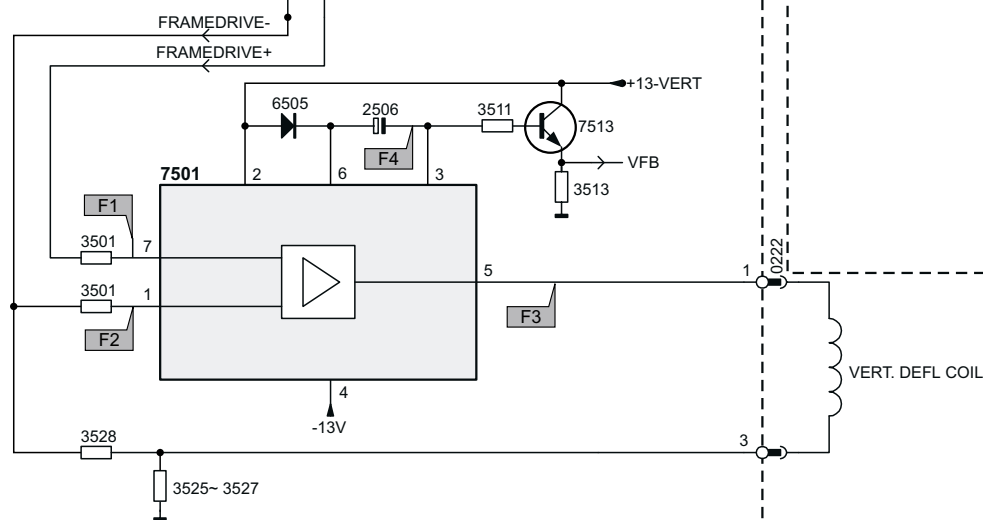 FRAMEDRIVE-
FRAMEDRIVE+
+13-VERT
6505
2506
3511
7513
F4
VFB
7501
2
6
3
3513
F1
3501
7
5
1
0222
3501
1
F3
F2
VERT. DEFL COIL
4
-13V
3528
3
3525~ 3527